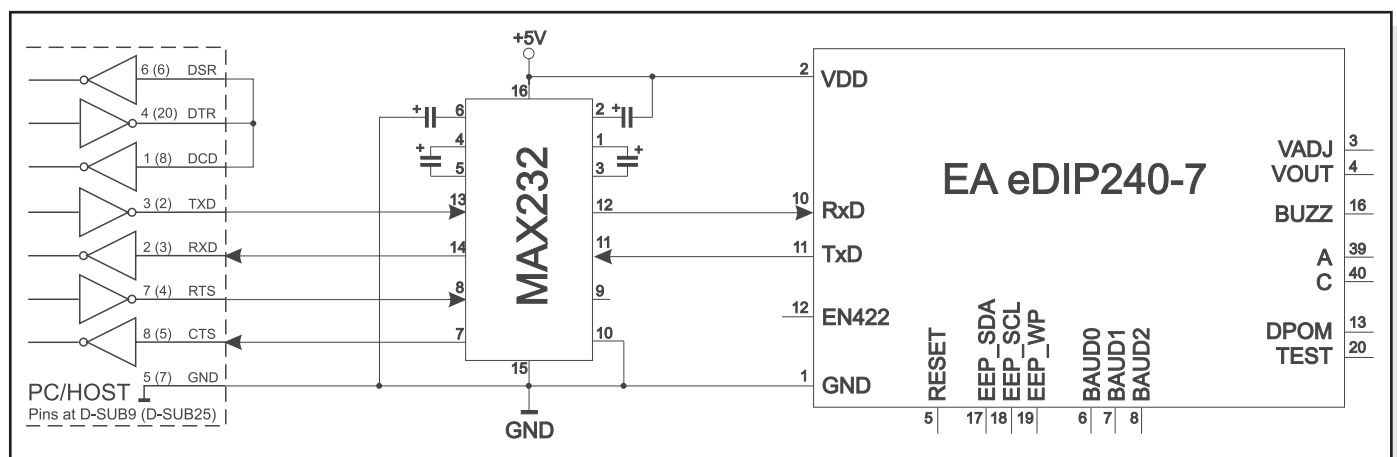 +5V
6 (6) DSR
4 (20) DTR
1 (8) DCD
3 (2) TXD
2 (3) RXD
7 (4) RTS
8 (5) CTS
5 (7) GND
PC/HOST
Pins at D-SUB9 (D-SUB25)
MAX232
16
+ 6
4
+
5
13
14
8
7
15
2 +
1
+
3
12
11
9
10
GND
EA eDIP240-7
2 VDD
10 RxD
11 TxD
12 EN422
1 GND
VADJ 3
VOUT 4
BUZZ 16
A 39
C 40
DPOM 13
TEST 20
RESET
EEP_SDA
EEP_SCL
EEP_WP
BAUD0
BAUD1
BAUD2
5 17 18 19 6 7 8